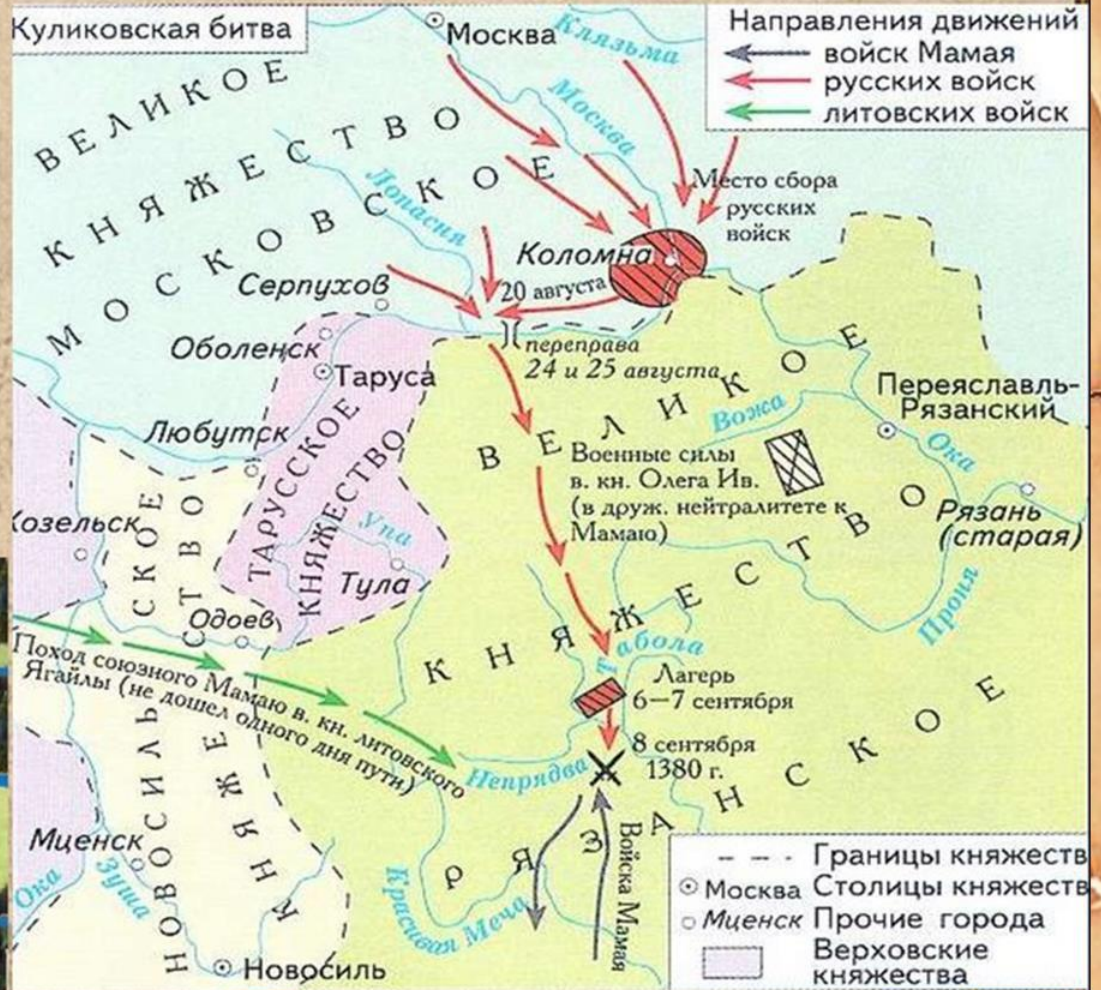 Куликовская битва
Направления движений
войск Мамая
русских войск
литовских войск
Москва
Клязьма
Москва
ВЕЛИКОЕ
КНЯЖЕСТВО
МОСКОВСКОЕ
Лопасня
Место сбора
русских
войск
Коломна
Серпухов
20 августа
Оболенск
переправа
24 и 25 августа
Таруса
Любутск
ТАРУССКОЕ
КНЯЖЕСТВО
Упа
Тула
Переяславль-
Рязанский
Вожа
Ока
Военные силы
в. кн. Олега Ив.
(в друж. нейтралитете к
Мамаю)
Рязань
(старая)
Проня
ВЕЛИКОЕ
КНЯЖЕСТВО
РЯЗАНСКОЕ
Козельск
Одоев
НОВОСИЛЬСКОЕ
КНЯЖЕСТВО
Поход союзного Мамаю в. кн. литовского
Ягайлы (не дошел одного дня пути)
Табола
Лагерь
6–7 сентября
8 сентября
1380 г.
Непрядва
Войска Мамая
Красивая Меча
Мценск
Ока
Зуша
Новосиль
Границы княжеств
Москва Столицы княжеств
Мценск Прочие города
Верховские
княжества